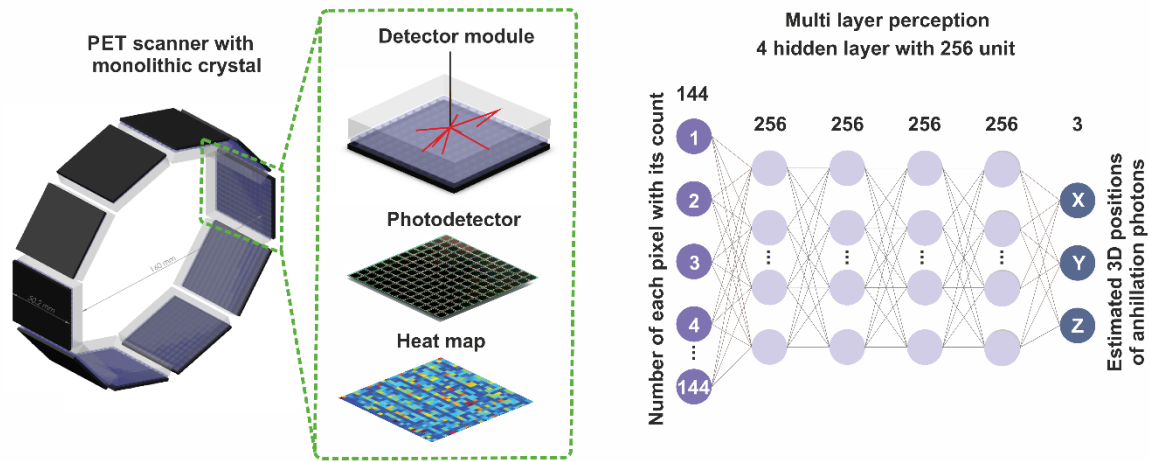 PET scanner with
monolithic crystal
160 mm
50.2 mm
Detector module
Photodetector
Heat map
Multi layer perception
4 hidden layer with 256 unit
Number of each pixel with its count
144
1
2
3
4
...
144
256 256 256 256
...
...
...
...
3
X
Y
Z
Estimated 3D positions
of anhillation photons